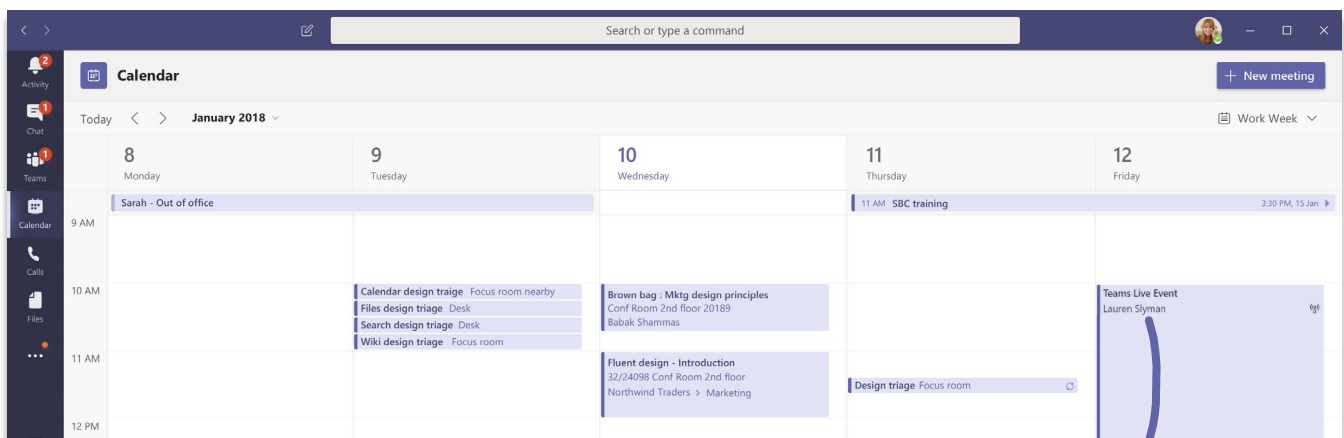 Search or type a command
2
Activity
Calendar
+ New meeting
1
Chat
Today
January 2018
Work Week
1
Teams
8
Monday
9
Tuesday
10
Wednesday
11
Thursday
12
Friday
Calendar
Sarah - Out of office
11 AM SBC training
3:30 PM, 15 Jan
9 AM
Calls
10 AM
Calendar design traige Focus room nearby
Files design triage Desk
Search design triage Desk
Wiki design triage Focus room
Brown bag : Mktg design principles
Conf Room 2nd floor 20189
Babak Shammas
Teams Live Event
Lauren Slyman
Files
11 AM
Fluent design - Introduction
32/24098 Conf Room 2nd floor
Northwind Traders > Marketing
Design triage Focus room
12 PM